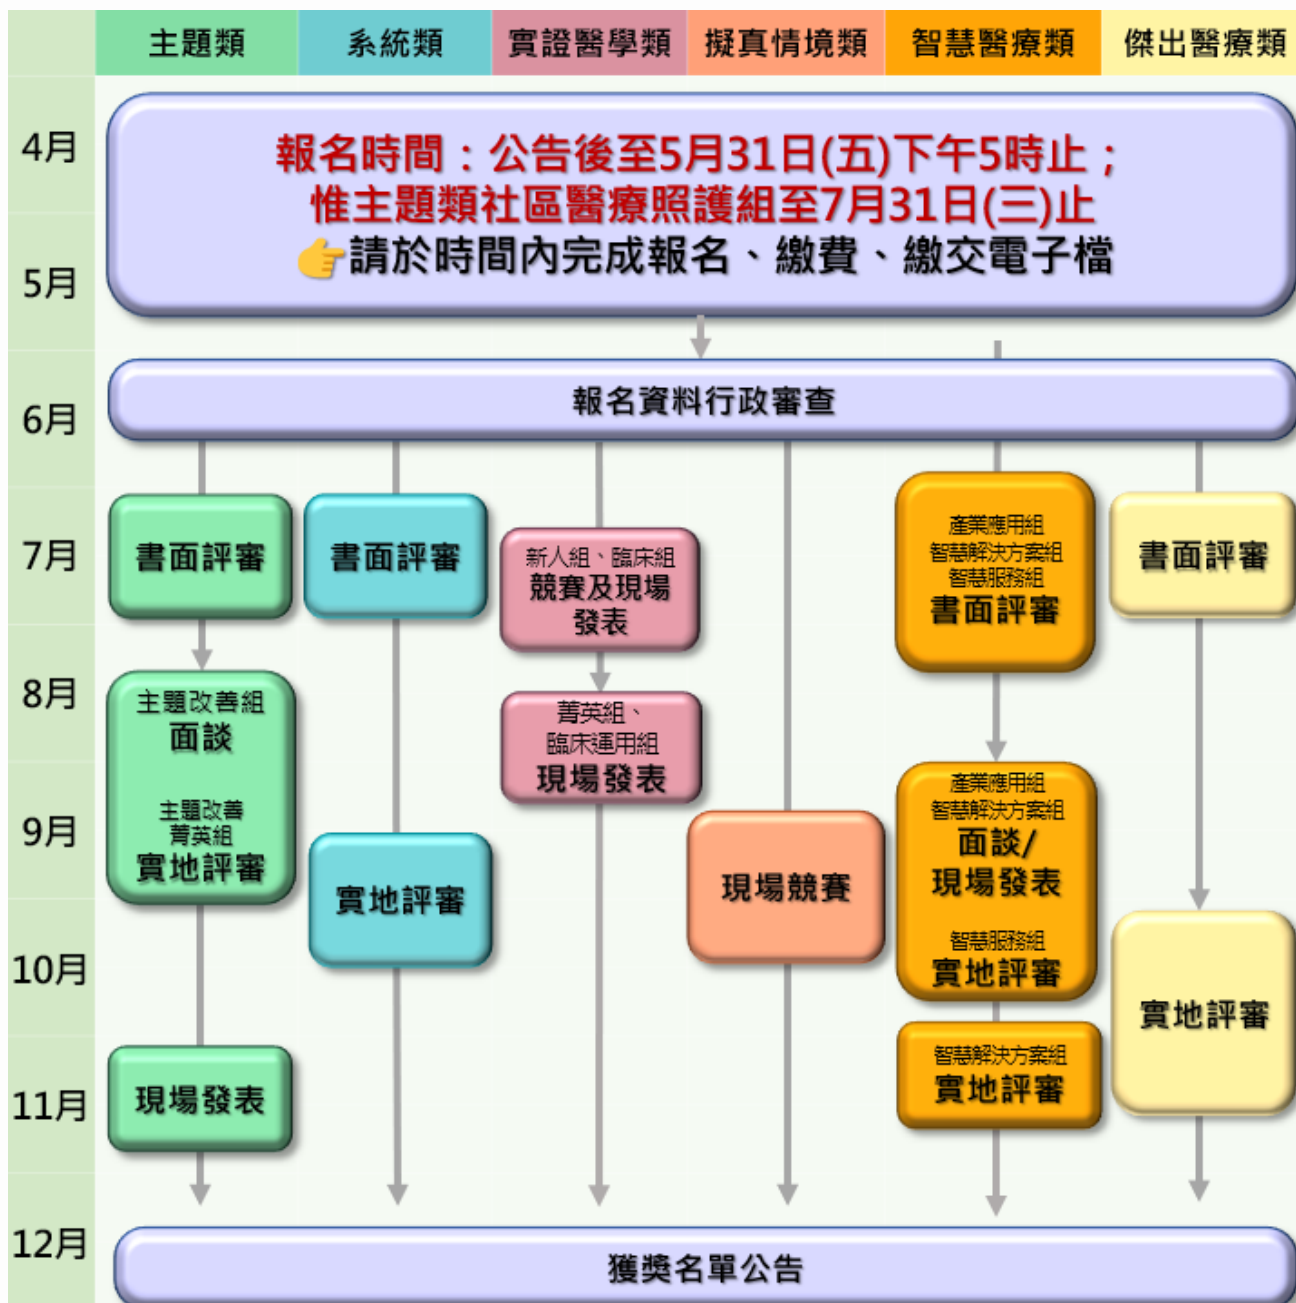 主題類
系統類
實證醫學類
擬真情境類
智慧醫療類
傑出醫療類
4月
報名時間：公告後至5月31日(五)下午5時止；
惟主題類社區醫療照護組至7月31日(三)止
👉請於時間內完成報名、繳費、繳交電子檔
5月
6月
報名資料行政審查
7月
書面評審
書面評審
新人組、臨床組
競賽及現場
發表
產業應用組
智慧解決方案組
智慧服務組
書面評審
書面評審
8月
主題改善組
面談
主題改善
菁英組
實地評審
菁英組、
臨床運用組
現場發表
9月
實地評審
現場競賽
產業應用組
智慧解決方案組
面談/
現場發表
智慧服務組
實地評審
10月
實地評審
11月
現場發表
智慧解決方案組
實地評審
12月
獲獎名單公告